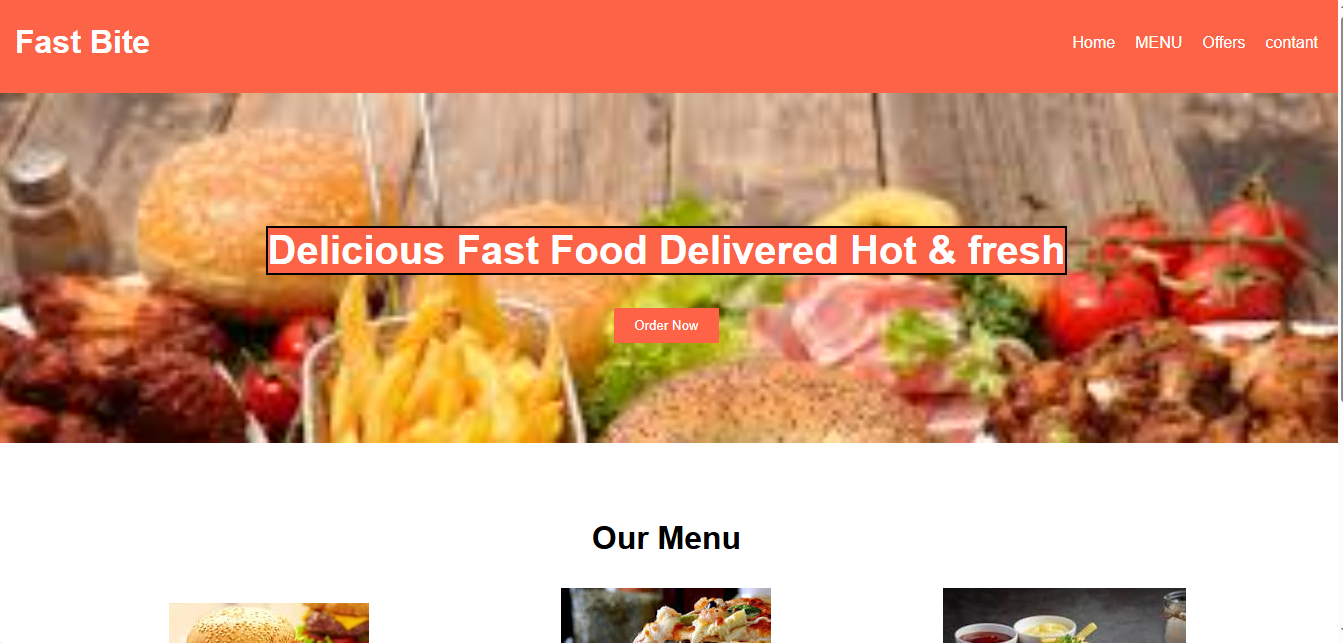 Fast Bite
Home MENU Offers contant
Delicious Fast Food Delivered Hot & fresh
Order Now
Our Menu